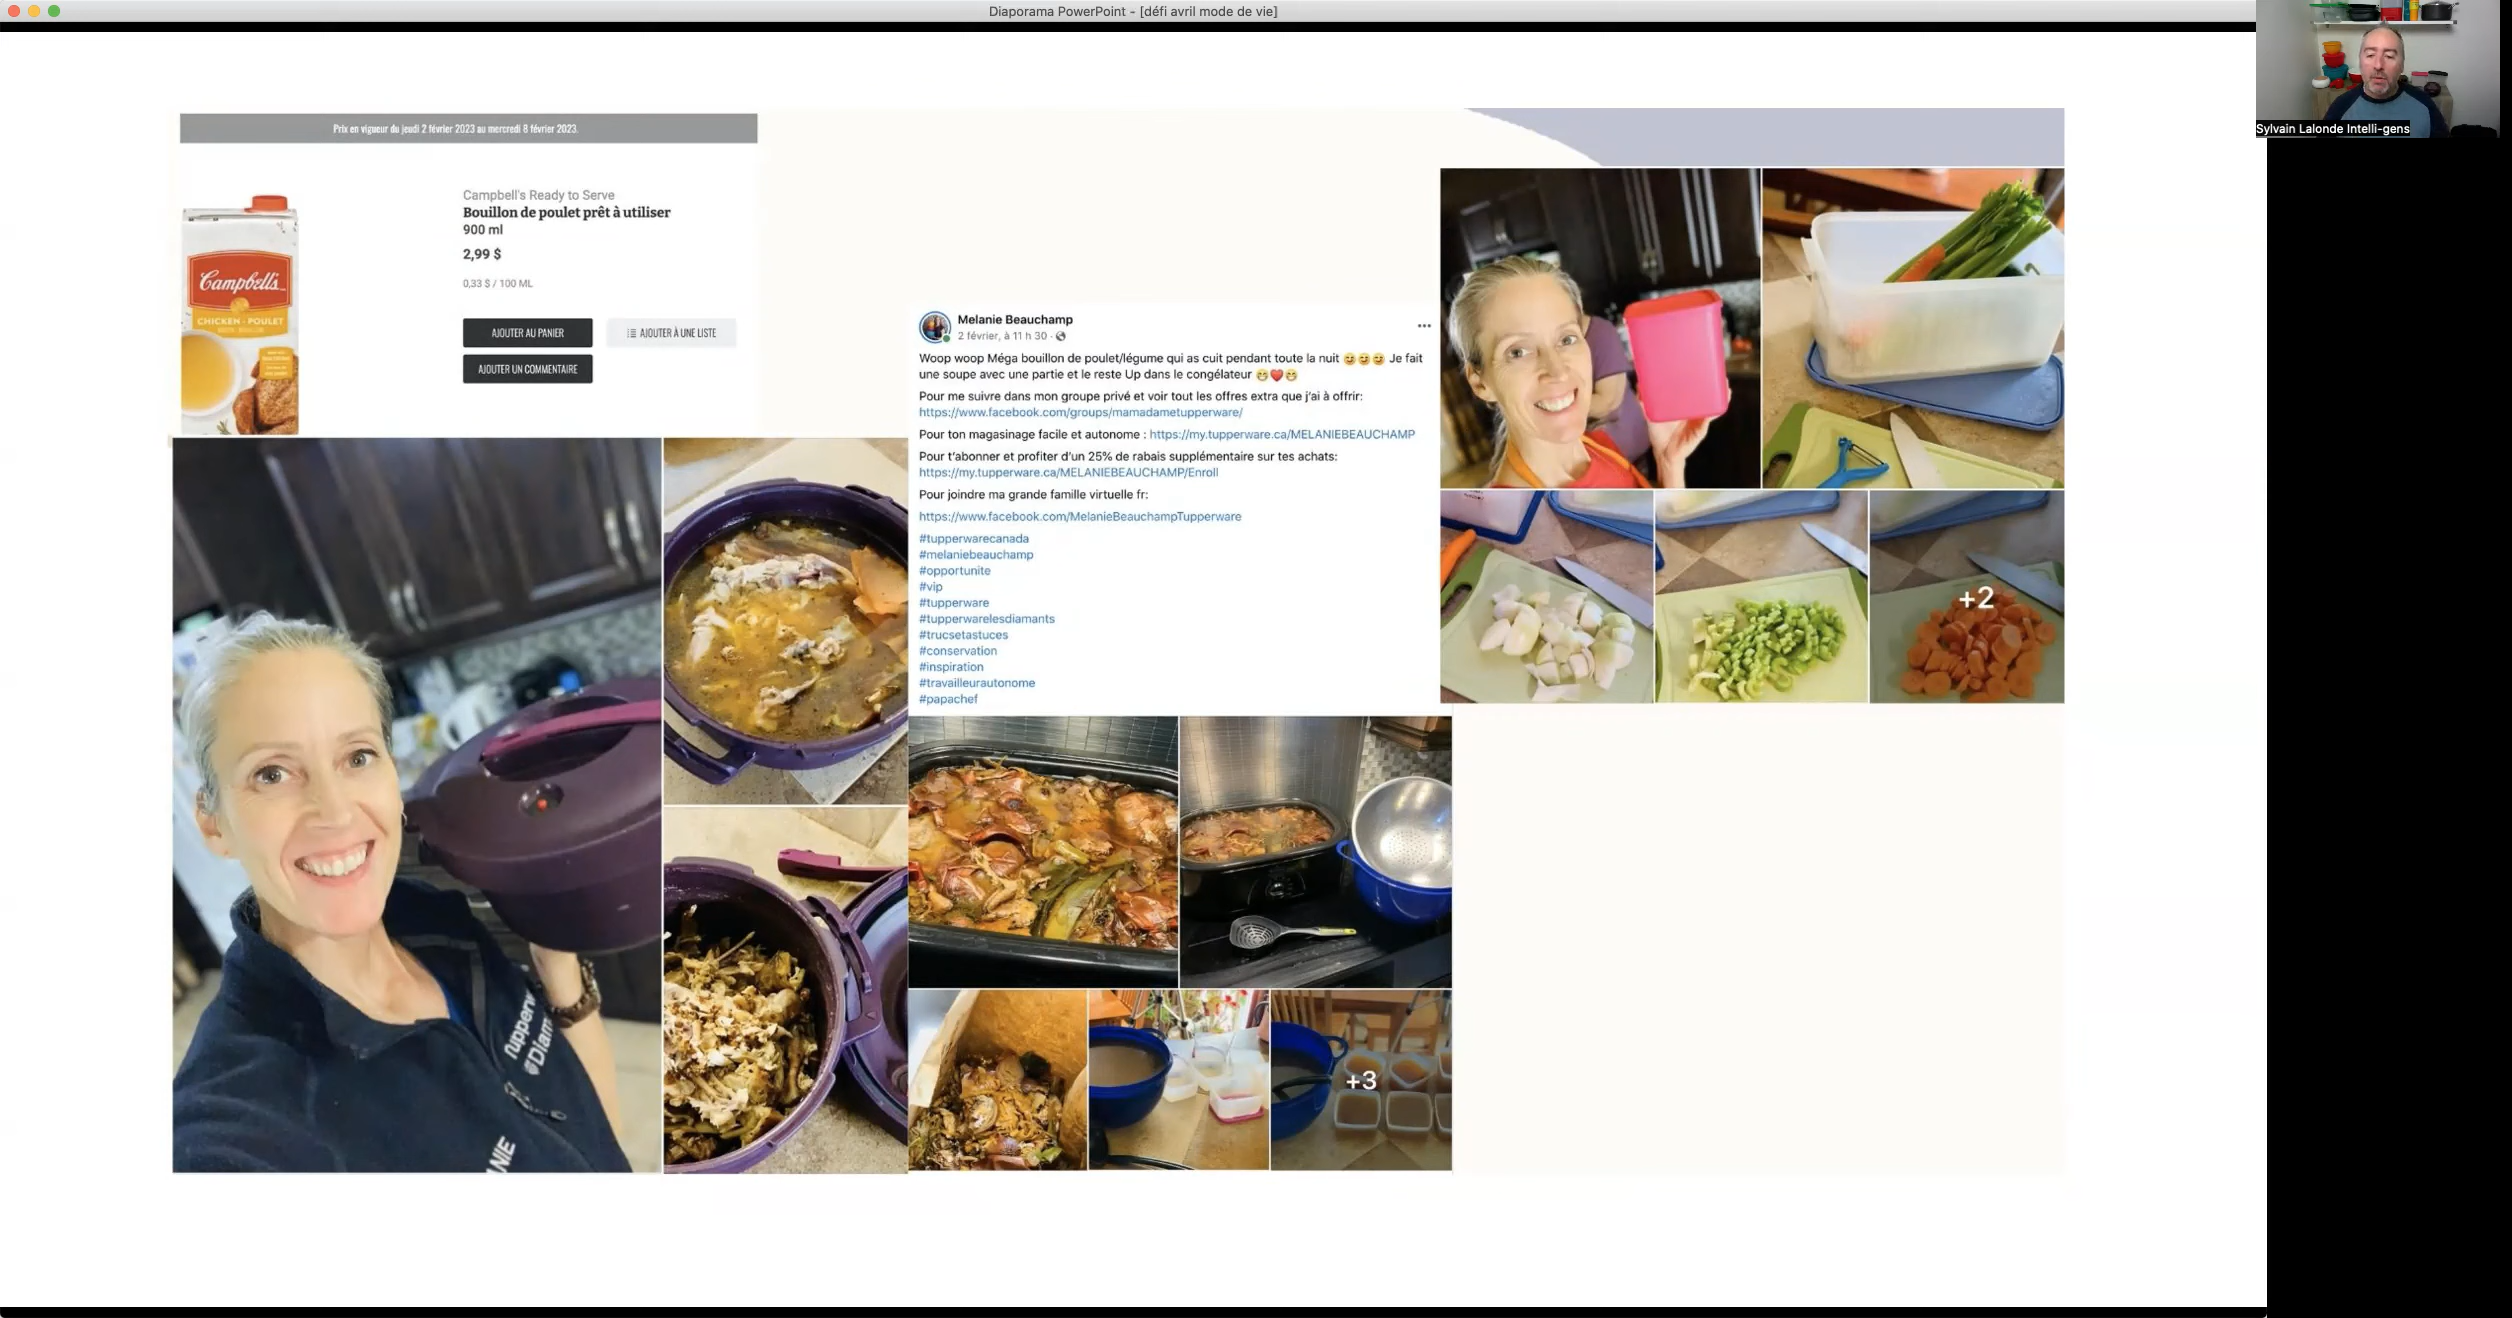 Diaporama PowerPoint - [défi avril mode de vie]
Sylvain Lalonde Intelli-gens
Prix en vigueur du jeudi 2 février 2023 au mercredi 8 février 2023.
Campbell's Ready to Serve
Bouillon de poulet prêt à utiliser
900 ml
2,99 $
0,33 $ / 100 ML
AJOUTER AU PANIER
AJOUTER À UNE LISTE
AJOUTER UN COMMENTAIRE
Campbell's
CHICKEN - POULET
Melanie Beauchamp
2 février, à 11 h 30 ·
Woop woop Méga bouillon de poulet/légume qui as cuit pendant toute la nuit 😄😄😄 Je fait
une soupe avec une partie et le reste Up dans le congélateur 😁❤️😁
Pour me suivre dans mon groupe privé et voir tout les offres extra que j'ai à offrir:
https://www.facebook.com/groups/mamadametupperware/
Pour ton magasinage facile et autonome : https://my.tupperware.ca/MELANIEBEAUCHAMP
Pour t'abonner et profiter d'un 25% de rabais supplémentaire sur tes achats:
https://my.tupperware.ca/MELANIEBEAUCHAMP/Enroll
Pour joindre ma grande famille virtuelle fr:
https://www.facebook.com/MelanieBeauchampTupperware
#tupperwarecanada
#melaniebeauchamp
#opportunite
#vip
#tupperware
#tupperwarelesdiamants
#trucsetastuces
#conservation
#inspiration
#travailleurautonome
#papachef
+2
+3